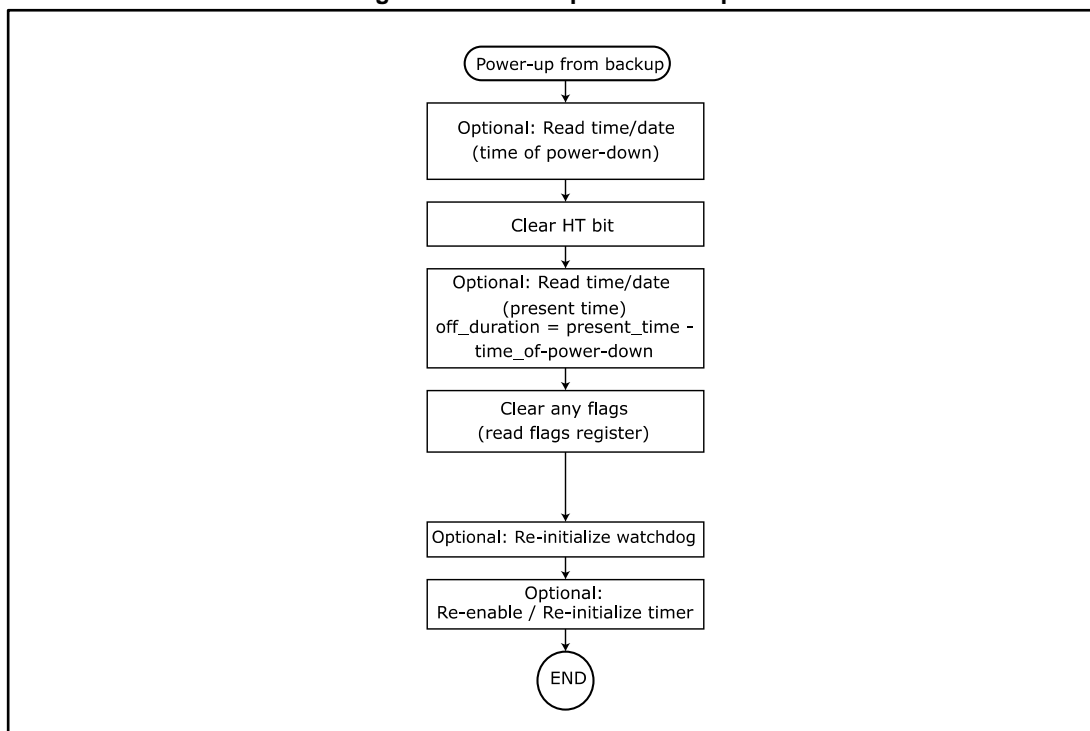 Power-up from backup
Optional: Read time/date
(time of power-down)
Clear HT bit
Optional: Read time/date
(present time)
off_duration = present_time -
time_of-power-down
Clear any flags
(read flags register)
Optional: Re-initialize watchdog
Optional:
Re-enable / Re-initialize timer
END